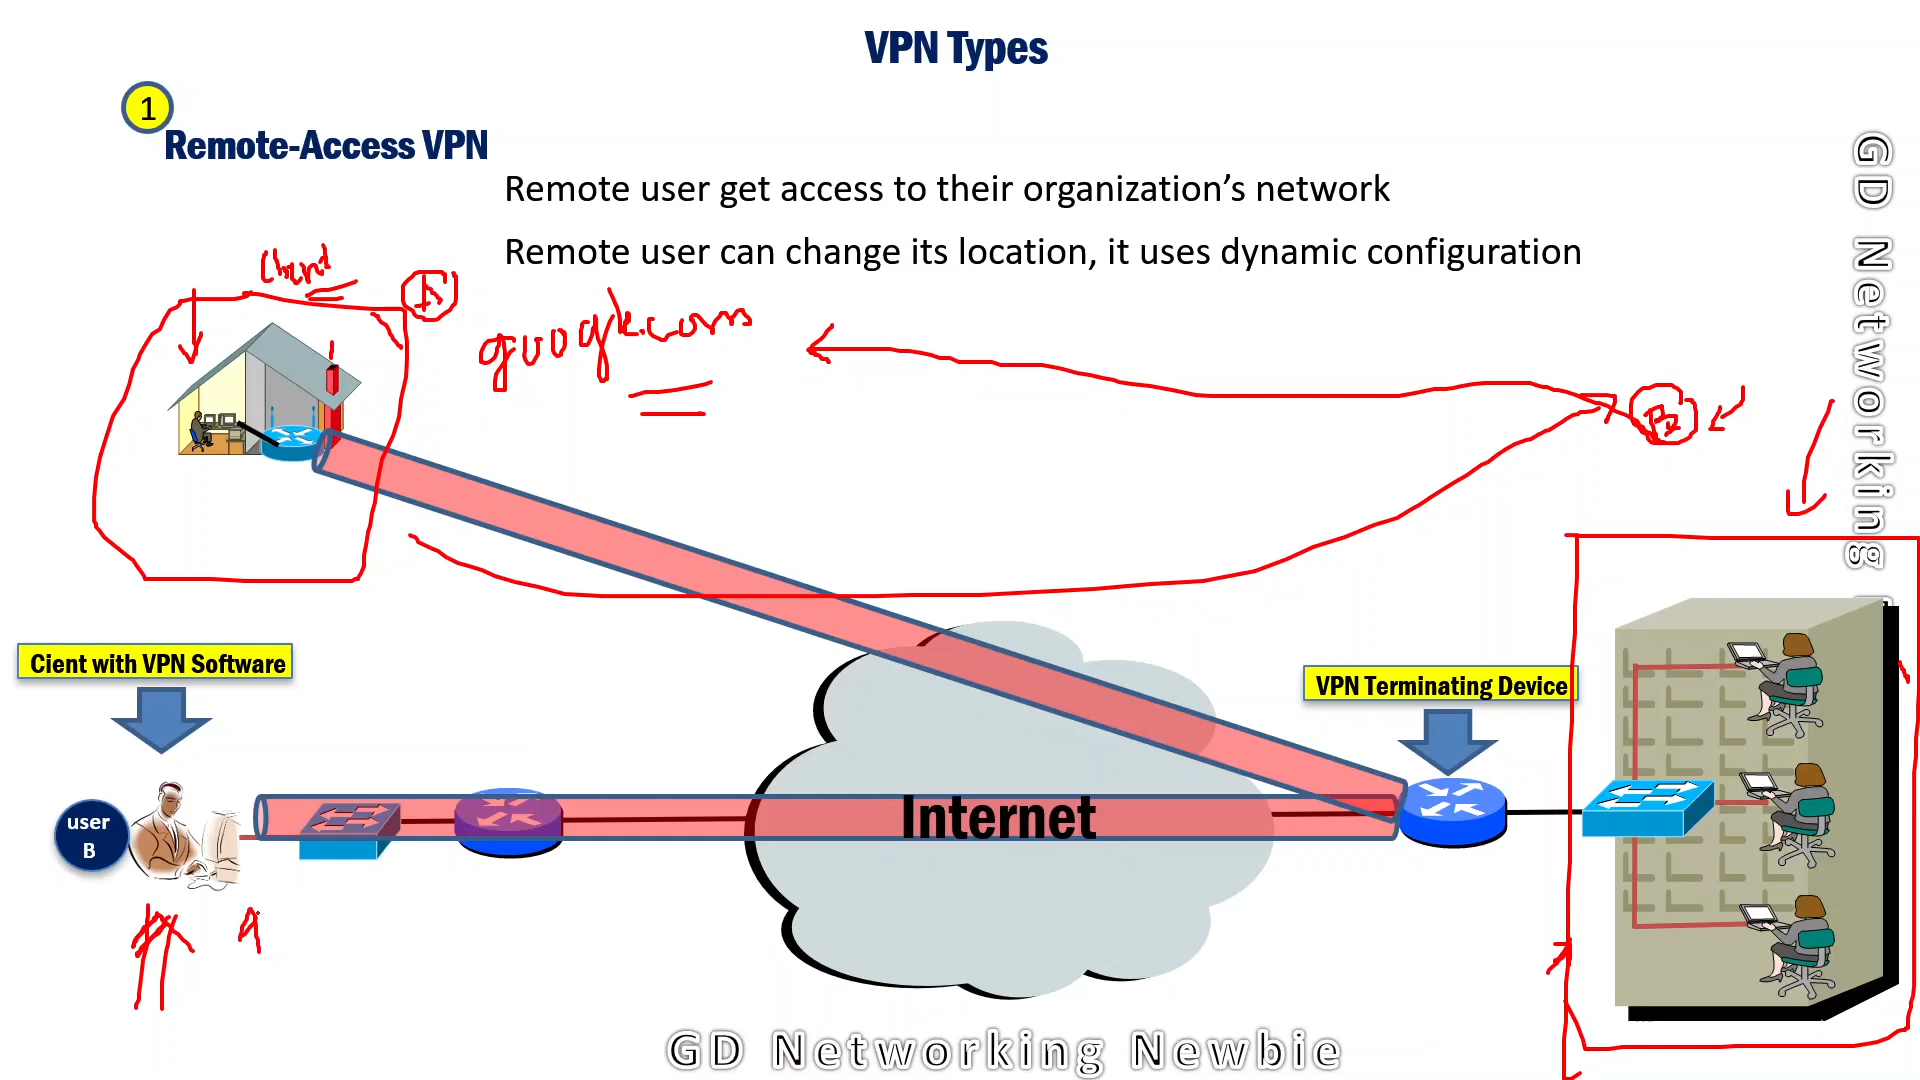 VPN Types
1
Remote-Access VPN
Remote user get access to their organization's network
Remote user can change its location, it uses dynamic configuration
Client
A
google.com
B
GD Networking
Cient with VPN Software
VPN Terminating Device
user
B
Internet
GD Networking Newbie